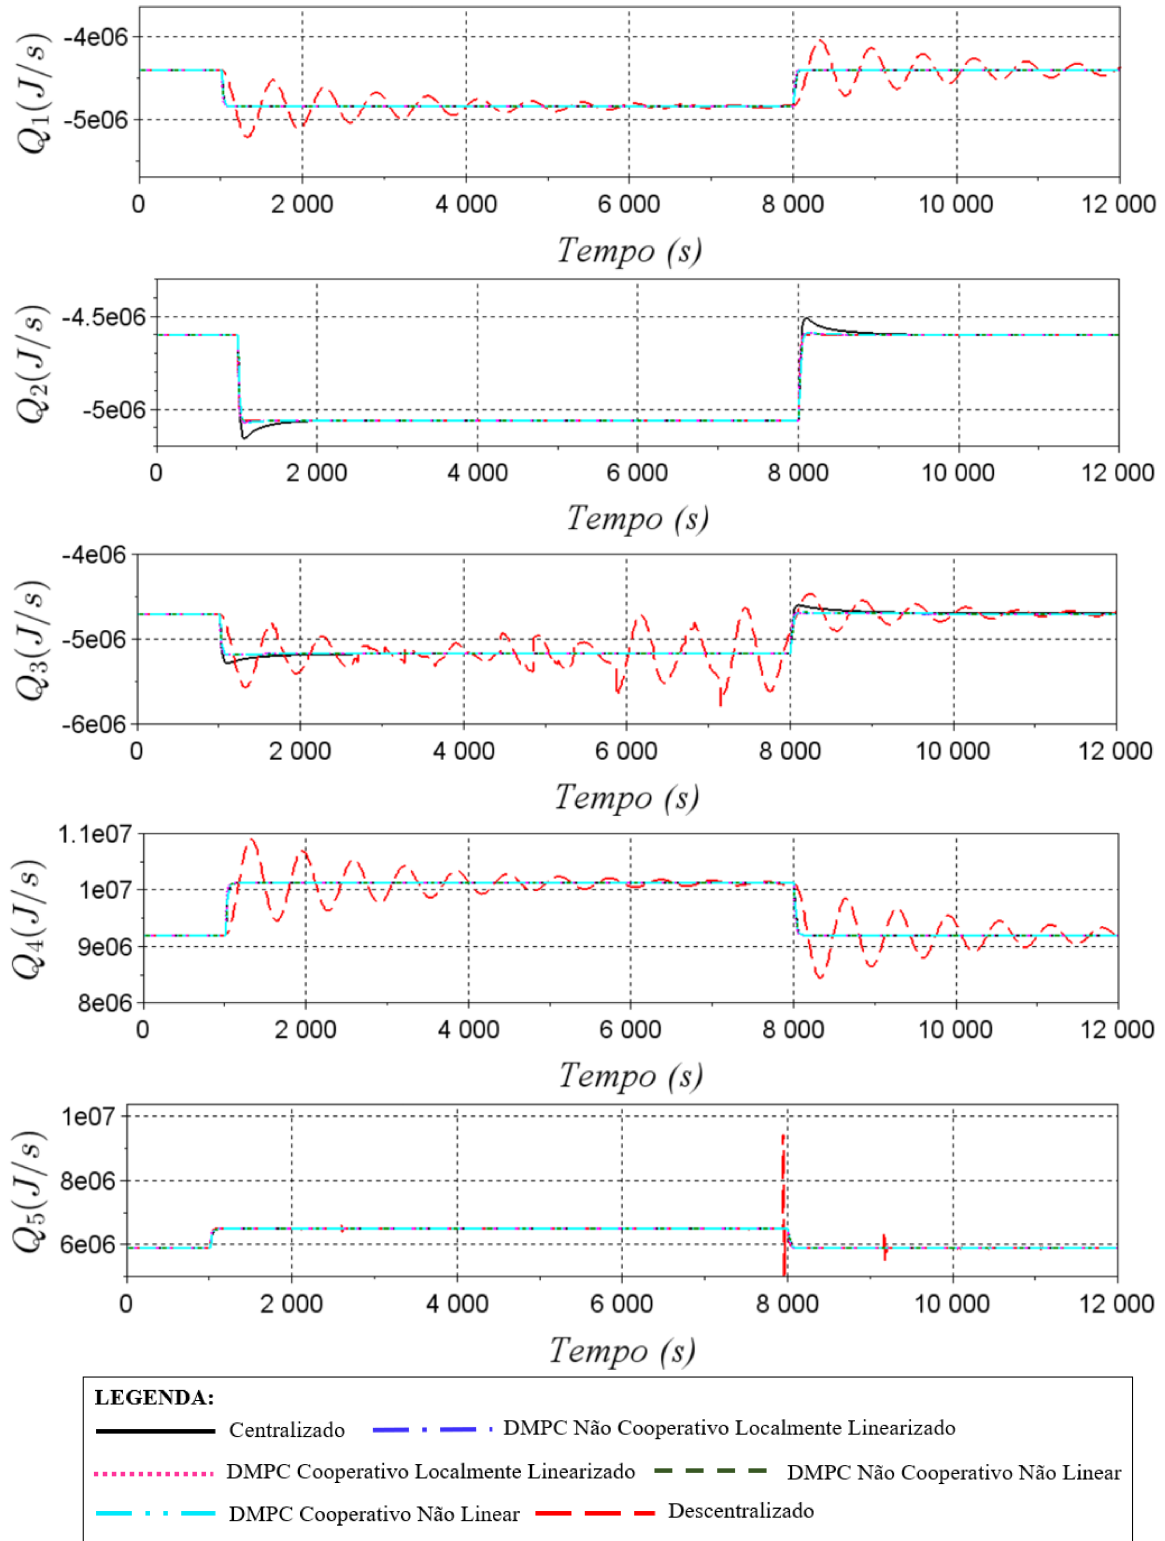 Q1(J/s)
-4e06
-5e06
0 2 000 4 000 6 000 8 000 10 000 12 000
Tempo (s)
Q2(J/s)
-4.5e06
-5e06
0 2 000 4 000 6 000 8 000 10 000 12 000
Tempo (s)
Q3(J/s)
-4e06
-5e06
-6e06
0 2 000 4 000 6 000 8 000 10 000 12 000
Tempo (s)
Q4(J/s)
1.1e07
1e07
9e06
8e06
0 2 000 4 000 6 000 8 000 10 000 12 000
Tempo (s)
Q5(J/s)
1e07
8e06
6e06
0 2 000 4 000 6 000 8 000 10 000 12 000
Tempo (s)
LEGENDA:
Centralizado DMPC Não Cooperativo Localmente Linearizado
DMPC Cooperativo Localmente Linearizado DMPC Não Cooperativo Não Linear
DMPC Cooperativo Não Linear Descentralizado